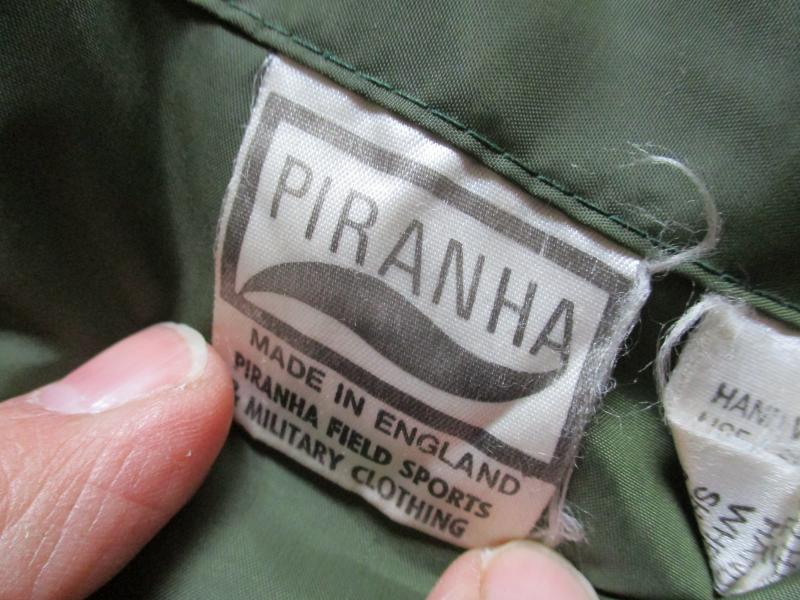 PIRANHA
MADE IN ENGLAND
PIRANHA FIELD SPORTS
& MILITARY CLOTHING